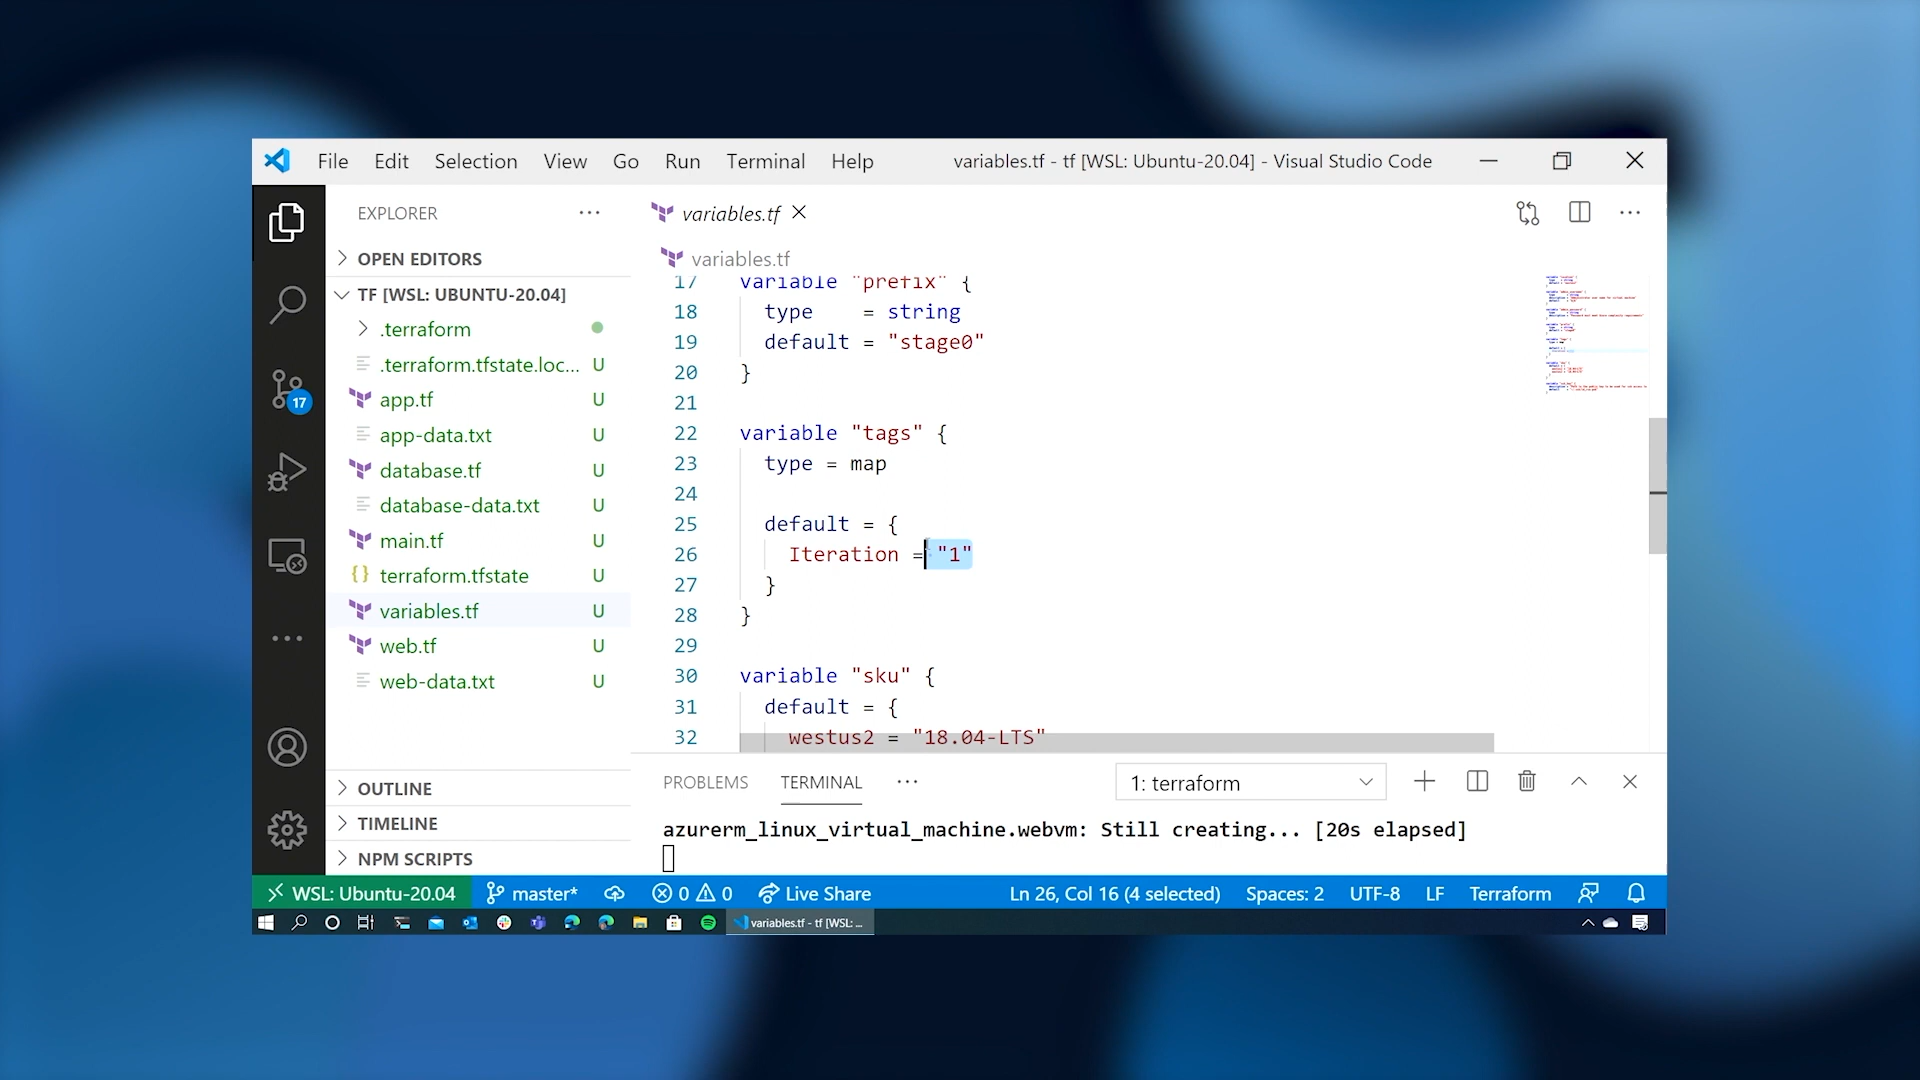 File Edit Selection View Go Run Terminal Help variables.tf - tf [WSL: Ubuntu-20.04] - Visual Studio Code
EXPLORER
OPEN EDITORS
TF [WSL: UBUNTU-20.04]
.terraform
.terraform.tfstate.loc... U
app.tf U
app-data.txt U
database.tf U
database-data.txt U
main.tf U
terraform.tfstate U
variables.tf U
web.tf U
web-data.txt U
17
OUTLINE
TIMELINE
NPM SCRIPTS
variables.tf
variables.tf
17 variable "prefix" {
18 type = string
19 default = "stage0"
20 }
21
22 variable "tags" {
23 type = map
24
25 default = {
26 Iteration = "1"
27 }
28 }
29
30 variable "sku" {
31 default = {
32 westus2 = "18.04-LTS"
PROBLEMS TERMINAL 1: terraform
azurerm_linux_virtual_machine.webvm: Still creating... [20s elapsed]
WSL: Ubuntu-20.04 master* 0 0 Live Share Ln 26, Col 16 (4 selected) Spaces: 2 UTF-8 LF Terraform
variables.tf - tf [WSL: ...